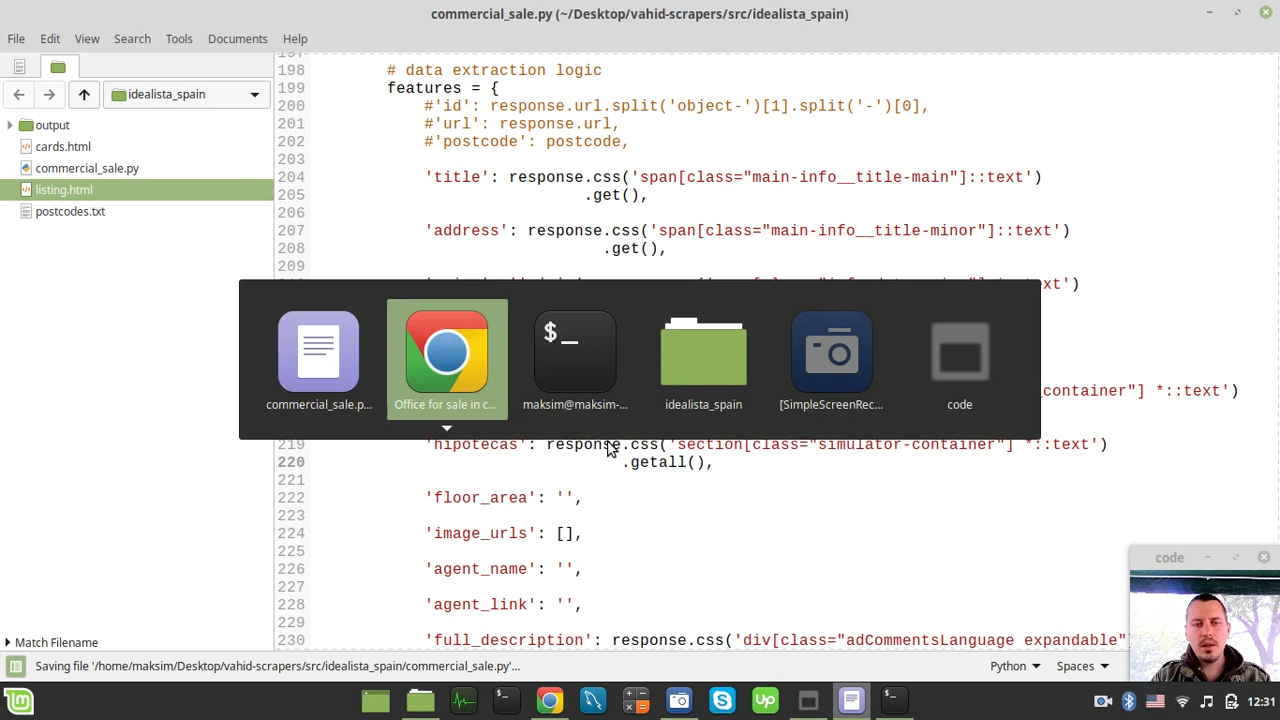 commercial_sale.py (~/Desktop/vahid-scrapers/src/idealista_spain)
File Edit View Search Tools Documents Help
idealista_spain
output
cards.html
commercial_sale.py
listing.html
postcodes.txt
198 # data extraction logic
199 features = {
200 #'id': response.url.split('object-')[1].split('-')[0],
201 #'url': response.url,
202 #'postcode': postcode,
203
204 'title': response.css('span[class="main-info__title-main"]::text')
205 .get(),
206
207 'address': response.css('span[class="main-info__title-minor"]::text')
208 .get(),
209
commercial_sale.p...
Office for sale in c...
maksim@maksim-...
idealista_spain
[SimpleScreenRec...
code
219 'hipotecas': response.css('section[class="simulator-container"] *::text')
220 .getall(),
221
222 'floor_area': '',
223
224 'image_urls': [],
225
226 'agent_name': '',
227
228 'agent_link': '',
229
230 'full_description': response.css('div[class="adCommentsLanguage expandable"]
code
Match Filename
Saving file '/home/maksim/Desktop/vahid-scrapers/src/idealista_spain/commercial_sale.py'...
Python Spaces
12:31